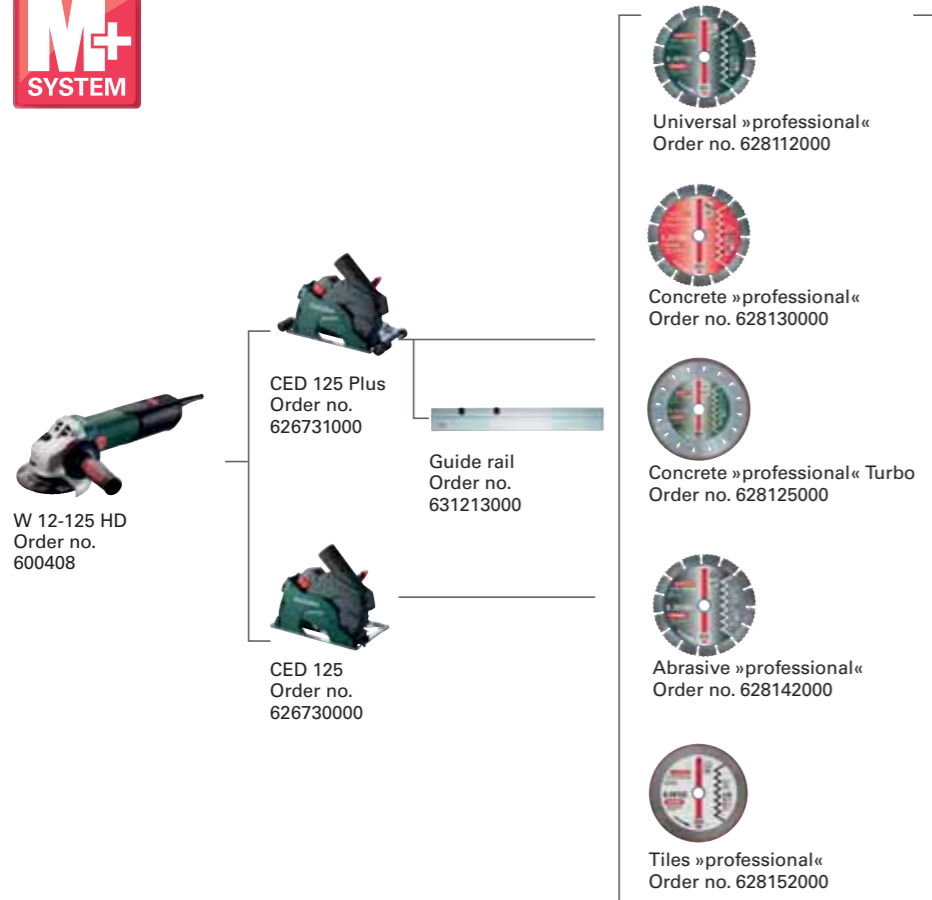 M+
SYSTEM
Universal »professional«
Order no. 628112000
Concrete »professional«
Order no. 628130000
CED 125 Plus
Order no.
626731000
Guide rail
Order no.
631213000
Concrete »professional« Turbo
Order no. 628125000
W 12-125 HD
Order no.
600408
CED 125
Order no.
626730000
Abrasive »professional«
Order no. 628142000
Tiles »professional«
Order no. 628152000